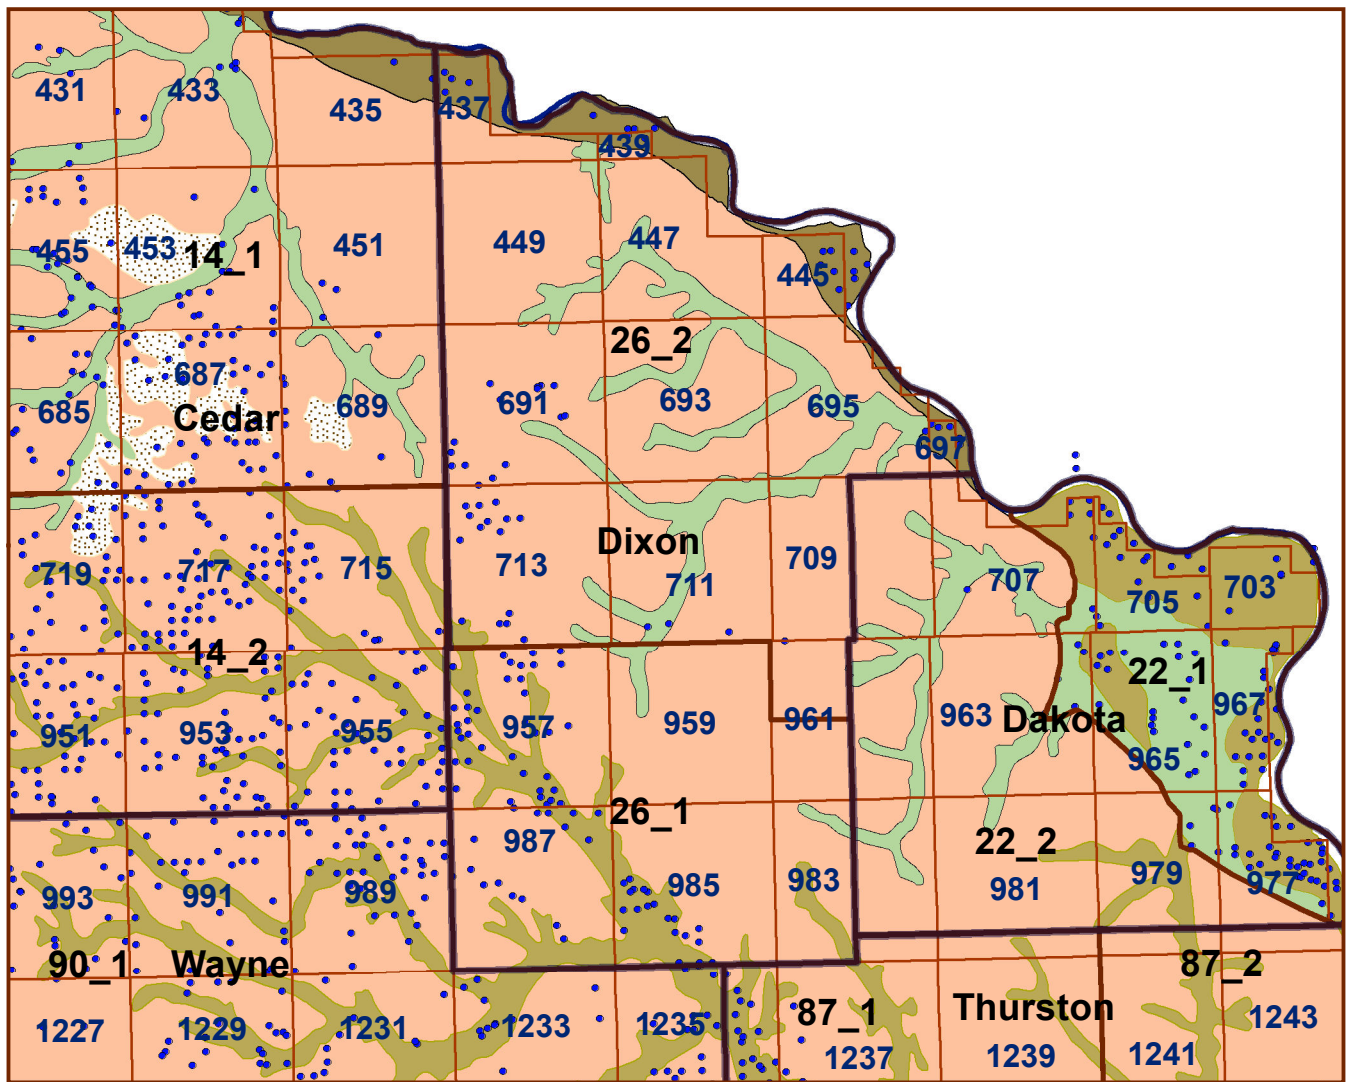 431 433 435 437
439
455 453 14_1 451 449 447 445
26_2
685 687 689 691 693 695 697
Cedar
Dixon
719 717 715 713 711 709 707 705 703
14_2 22_1
951 953 955 957 959 961 963 Dakota 965 967
26_1
22_2
993 991 989 987 985 983 981 979 977
90_1 Wayne 87_2
87_1 Thurston
1227 1229 1231 1233 1235 1237 1239 1241 1243